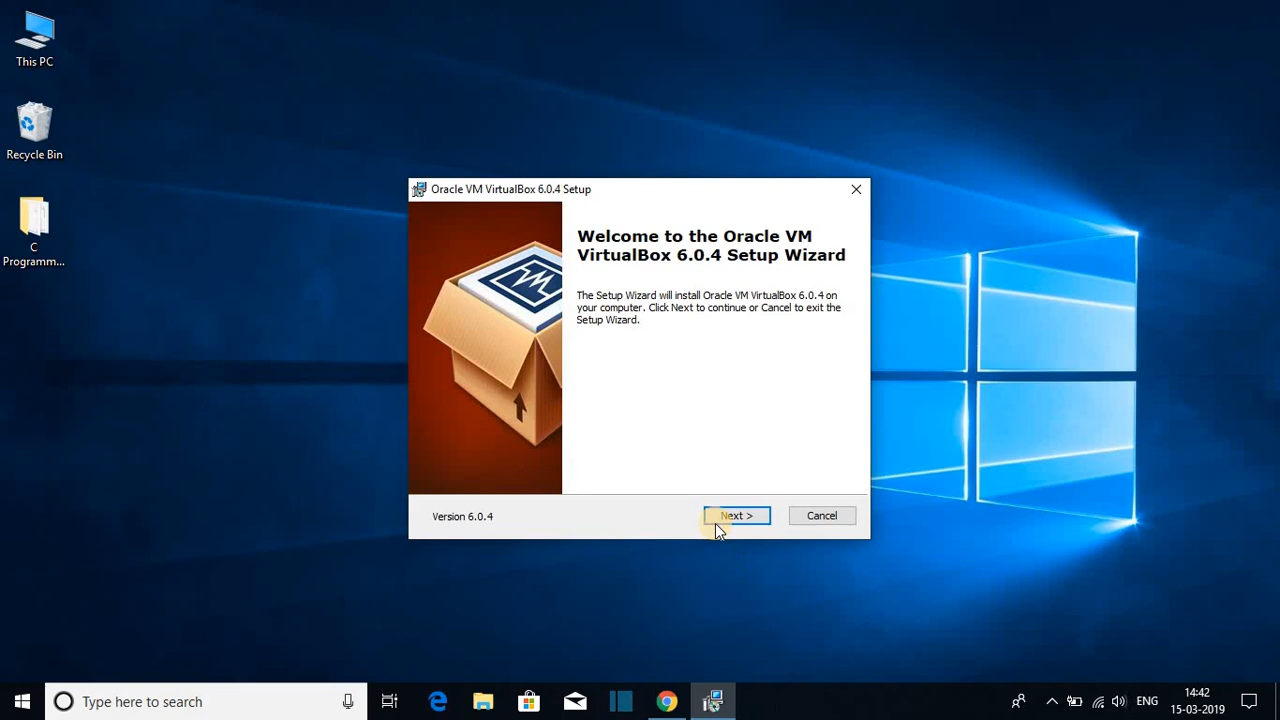 This PC
Recycle Bin
C
Programm...
Oracle VM VirtualBox 6.0.4 Setup
Welcome to the Oracle VM
VirtualBox 6.0.4 Setup Wizard
The Setup Wizard will install Oracle VM VirtualBox 6.0.4 on
your computer. Click Next to continue or Cancel to exit the
Setup Wizard.
Version 6.0.4
Next >
Cancel
Type here to search
ENG
14:42
15-03-2019